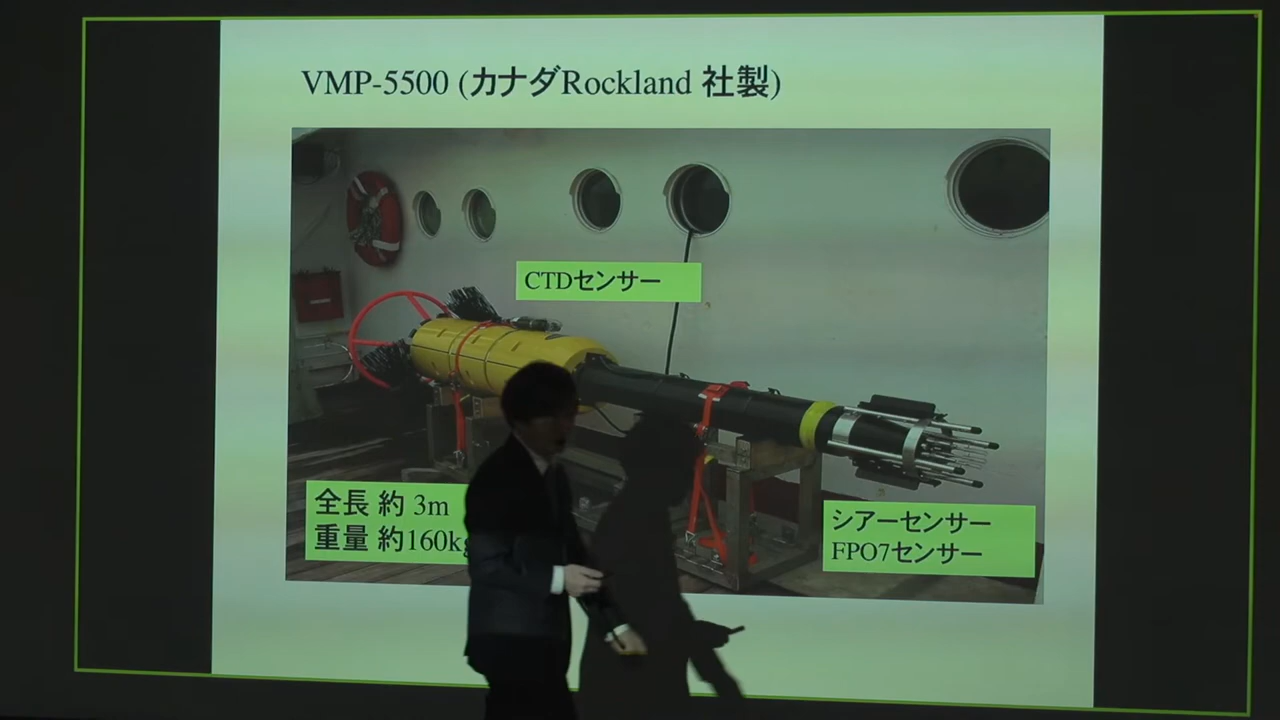 VMP-5500 (カナダRockland 社製)
CTDセンサー
全長 約 3m
重量 約160kg
シアーセンサー
FPO7センサー